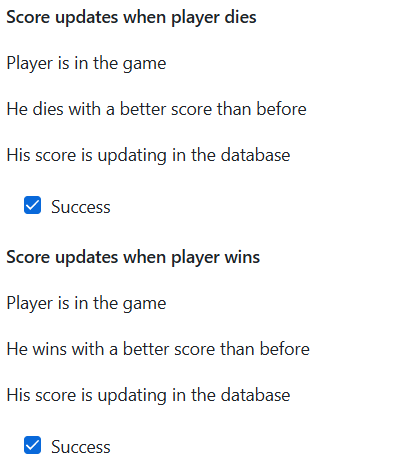 Score updates when player dies
Player is in the game
He dies with a better score than before
His score is updating in the database
Success
Score updates when player wins
Player is in the game
He wins with a better score than before
His score is updating in the database
Success